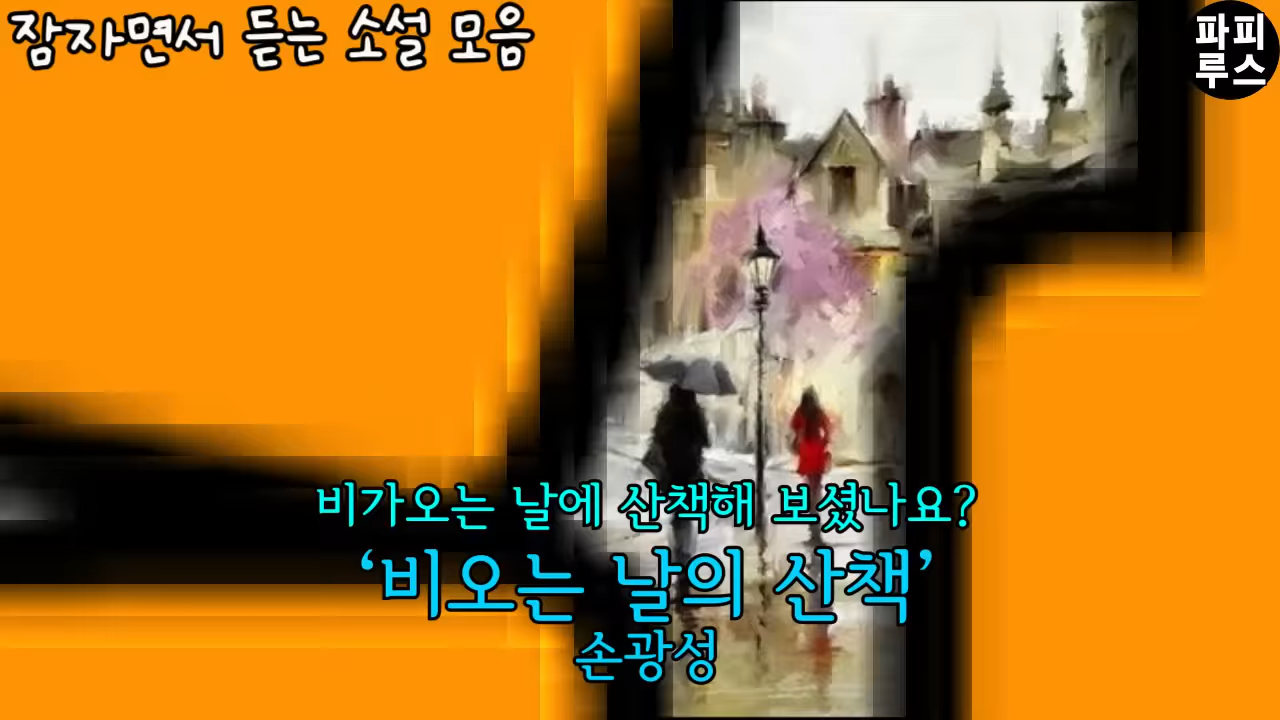 잠자면서 듣는 소설 모음
파피
루스
비가오는 날에 산책해 보셨나요?
‘비오는 날의 산책’
손광성